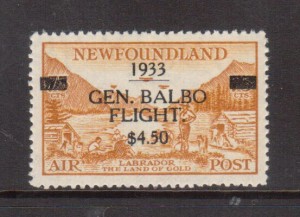 NEWFOUNDLAND
1933
GEN. BALBO
FLIGHT.
$4.50
LABRADOR
AIR POST
THE LAND OF GOLD